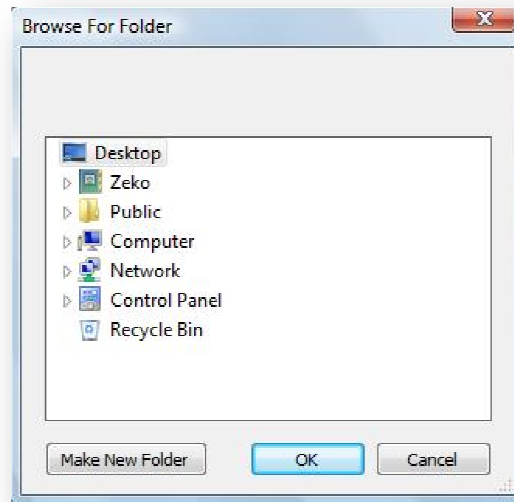 Browse For Folder
Desktop
Zeko
Public
Computer
Network
Control Panel
Recycle Bin
Make New Folder OK Cancel